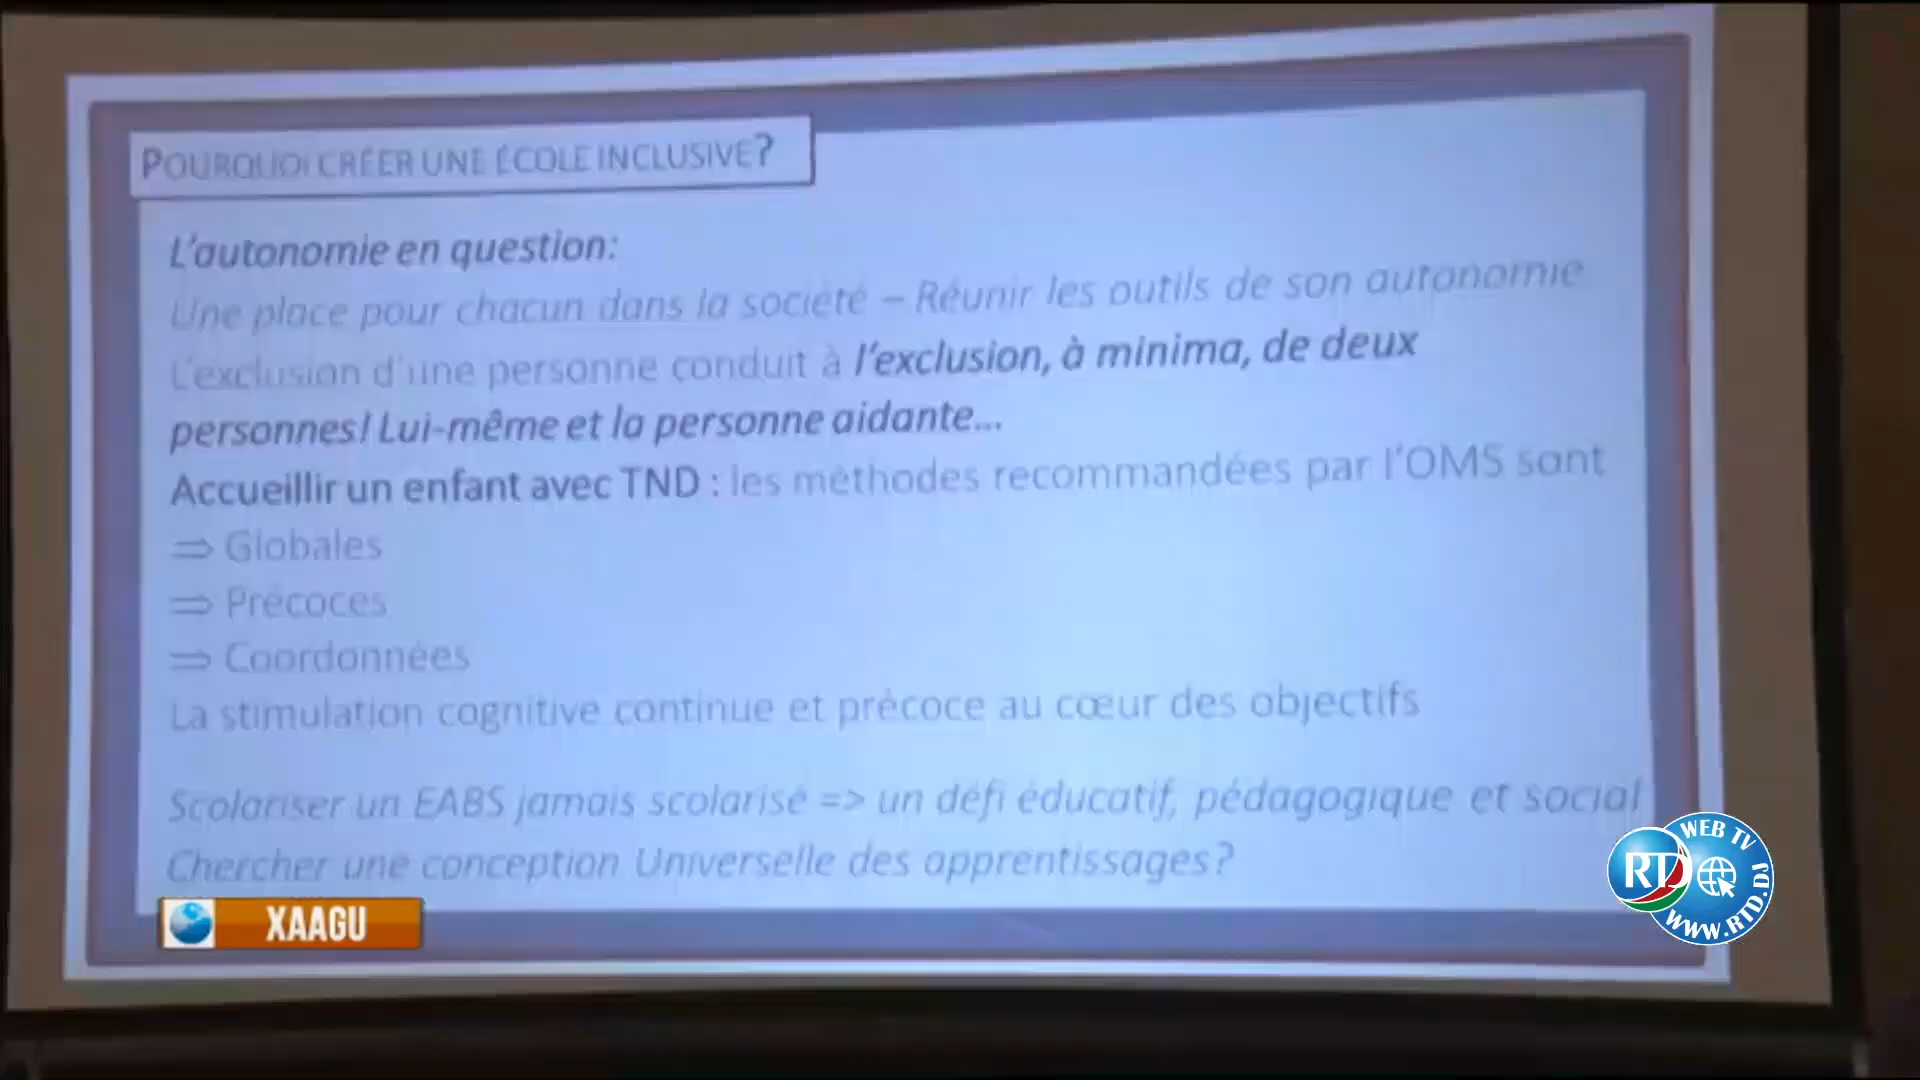 POURQUOI CRÉER UNE ÉCOLE INCLUSIVE?
L'autonomie en question:
Une place pour chacun dans la société – Réunir les outils de son autonomie
L'exclusion d'une personne conduit à l'exclusion, à minima, de deux
personnes! Lui-même et la personne aidante...
Accueillir un enfant avec TND : les méthodes recommandées par l'OMS sont
⇒ Globales
⇒ Précoces
⇒ Coordonnées
La stimulation cognitive continue et précoce au cœur des objectifs
Scolariser un EABS jamais scolarisé => un défi éducatif, pédagogique et social
Chercher une conception Universelle des apprentissages?
XAAGU
RTD
WEB TV
WWW.RTD.DJ